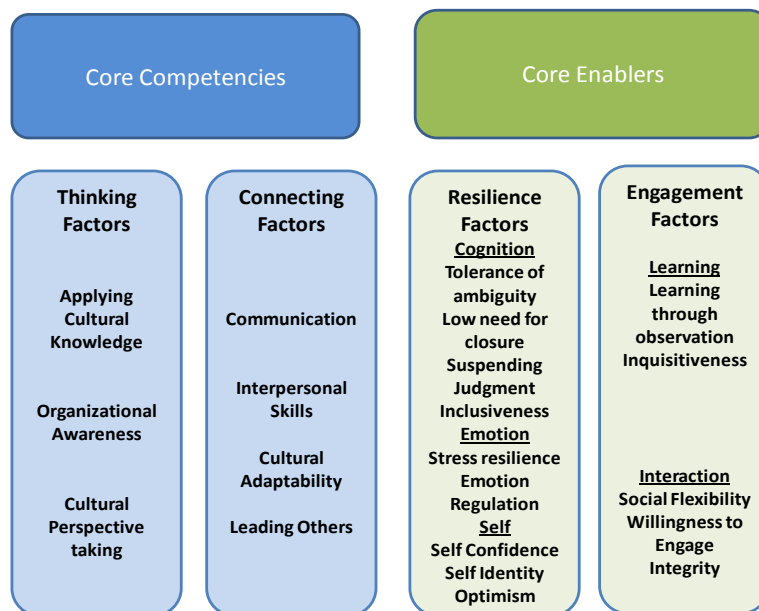 Core Competencies
Core Enablers
Thinking
Factors
Applying
Cultural
Knowledge
Organizational
Awareness
Cultural
Perspective
taking
Connecting
Factors
Communication
Interpersonal
Skills
Cultural
Adaptability
Leading Others
Resilience
Factors
Cognition
Tolerance of
ambiguity
Low need for
closure
Suspending
Judgment
Inclusiveness
Emotion
Stress resilience
Emotion
Regulation
Self
Self Confidence
Self Identity
Optimism
Engagement
Factors
Learning
Learning
through
observation
Inquisitiveness
Interaction
Social Flexibility
Willingness to
Engage
Integrity